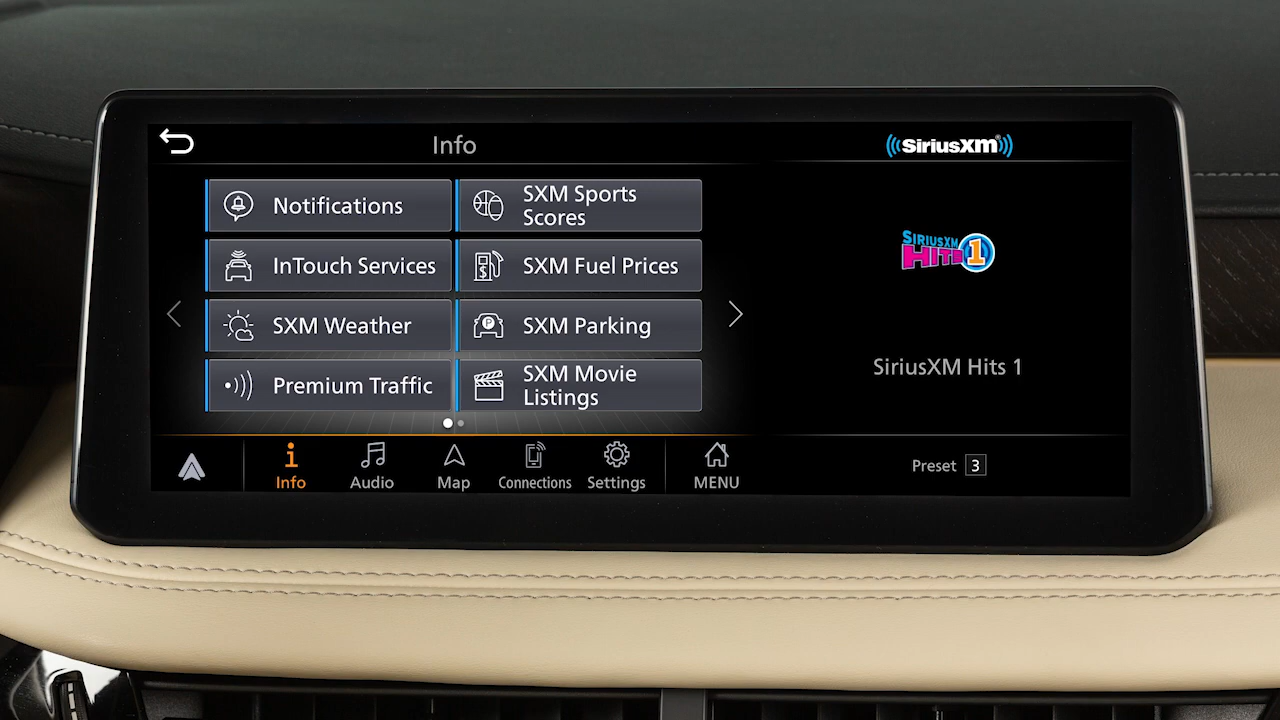 Info
SiriusXM
Notifications
SXM Sports
Scores
InTouch Services
SXM Fuel Prices
SXM Weather
P
SXM Parking
Premium Traffic
SXM Movie
Listings
$
SIRIUSXM
HITS 1
SiriusXM Hits 1
Info
Audio
Map
Connections
Settings
MENU
Preset 3